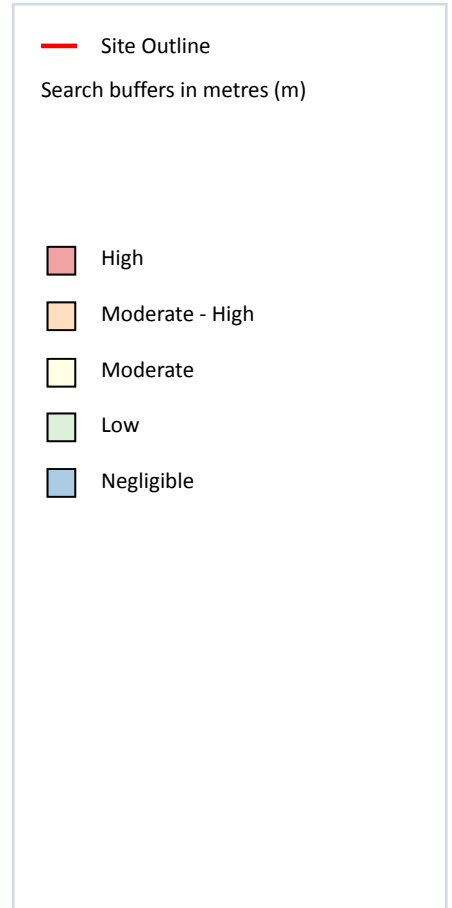 Site Outline
Search buffers in metres (m)
High
Moderate - High
Moderate
Low
Negligible